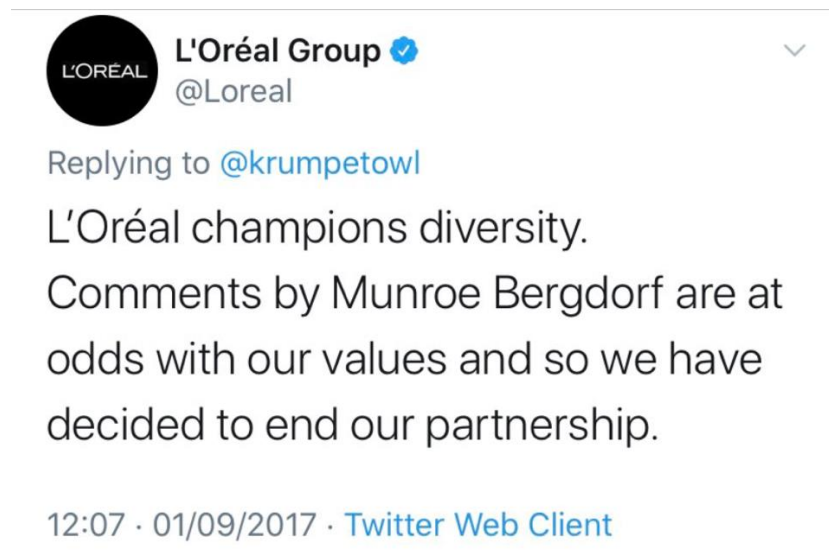 L'ORÉAL
L'Oréal Group
@Loreal
Replying to @krumpetowl
L'Oréal champions diversity.
Comments by Munroe Bergdorf are at
odds with our values and so we have
decided to end our partnership.
12:07 · 01/09/2017 · Twitter Web Client